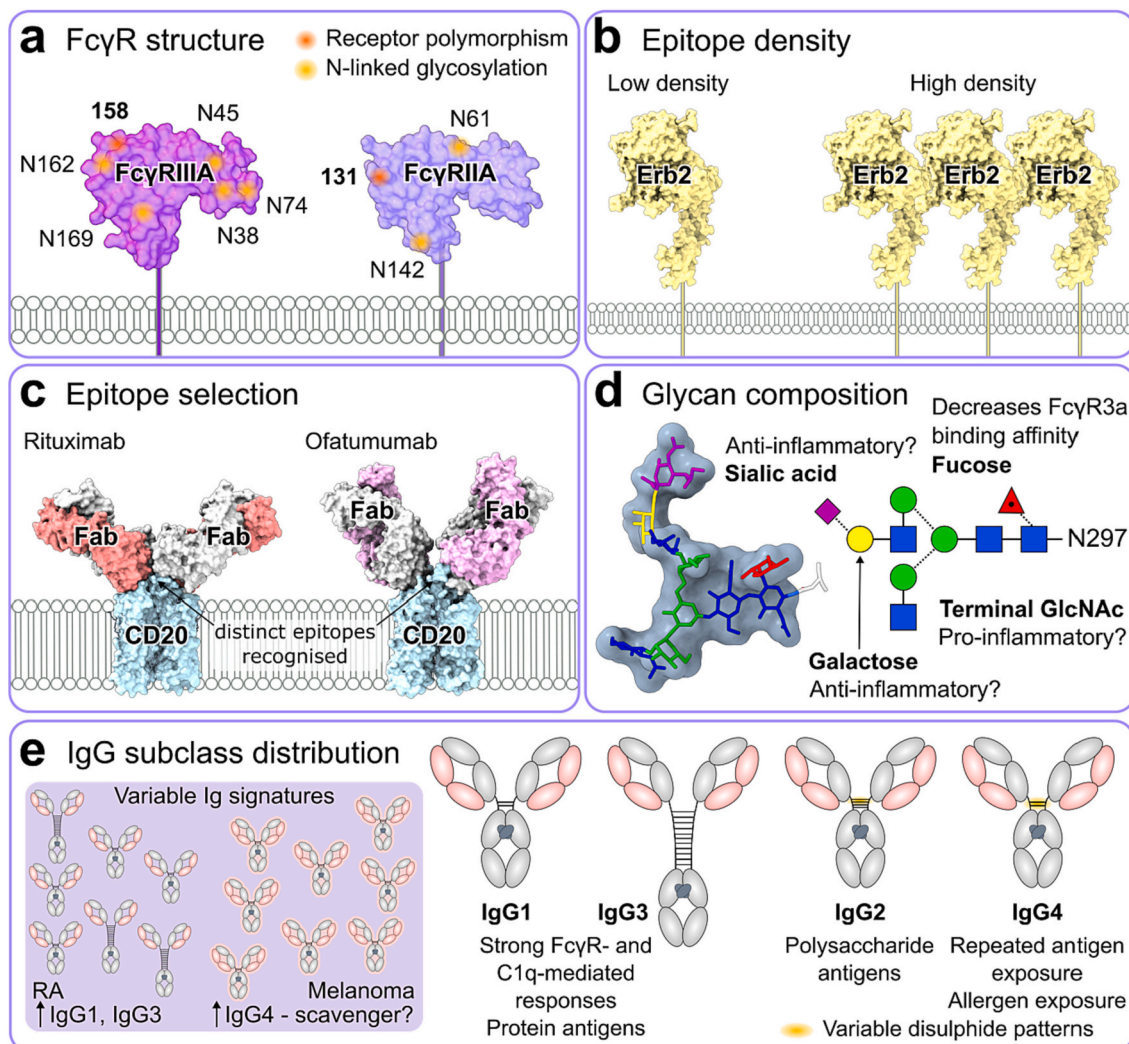 a FcγR structure
Receptor polymorphism
N-linked glycosylation
158
N45
N162
FcγRIIIA
N74
N169
N38
N61
131
FcγRIIA
N142
b Epitope density
Low density
High density
Erb2
Erb2
Erb2
Erb2
c Epitope selection
Rituximab
Ofatumumab
Fab
Fab
Fab
Fab
CD20
distinct epitopes
recognised
CD20
d Glycan composition
Decreases FcγR3a
binding affinity
Fucose
Anti-inflammatory?
Sialic acid
N297
Terminal GlcNAc
Pro-inflammatory?
Galactose
Anti-inflammatory?
e IgG subclass distribution
Variable Ig signatures
RA
↑IgG1, IgG3
Melanoma
↑IgG4 - scavenger?
IgG1
IgG3
Strong FcγR- and
C1q-mediated
responses
Protein antigens
IgG2
Polysaccharide
antigens
IgG4
Repeated antigen
exposure
Allergen exposure
Variable disulphide patterns